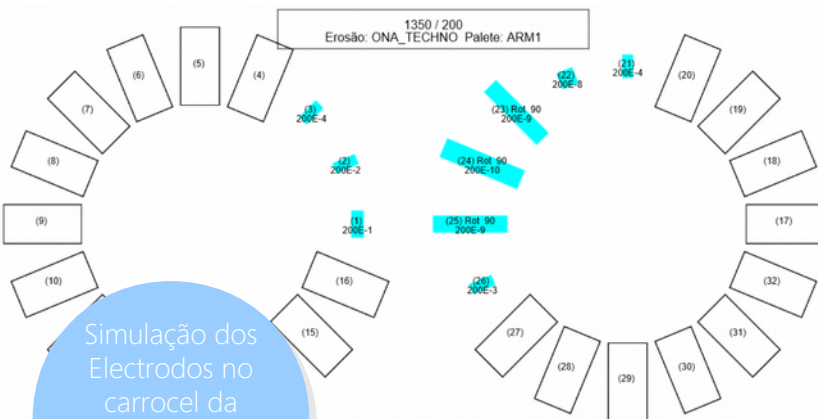 1350 / 200
Erosão: ONA_TECHNO Palete: ARM1
(5)
(4)
(6)
(7)
(3)
200E-4
(8)
(2)
200E-2
(9)
(1)
200E-1
(10)
(16)
(15)
(21)
200E-4
(22)
200E-8
(20)
(23) Rot 90
200E-9
(19)
(24) Rot 90
200E-10
(18)
(25) Rot 90
200E-9
(17)
(26)
200E-3
(32)
(27)
(31)
(28)
(30)
(29)
Simulação dos
Electrodos no
carrocel da